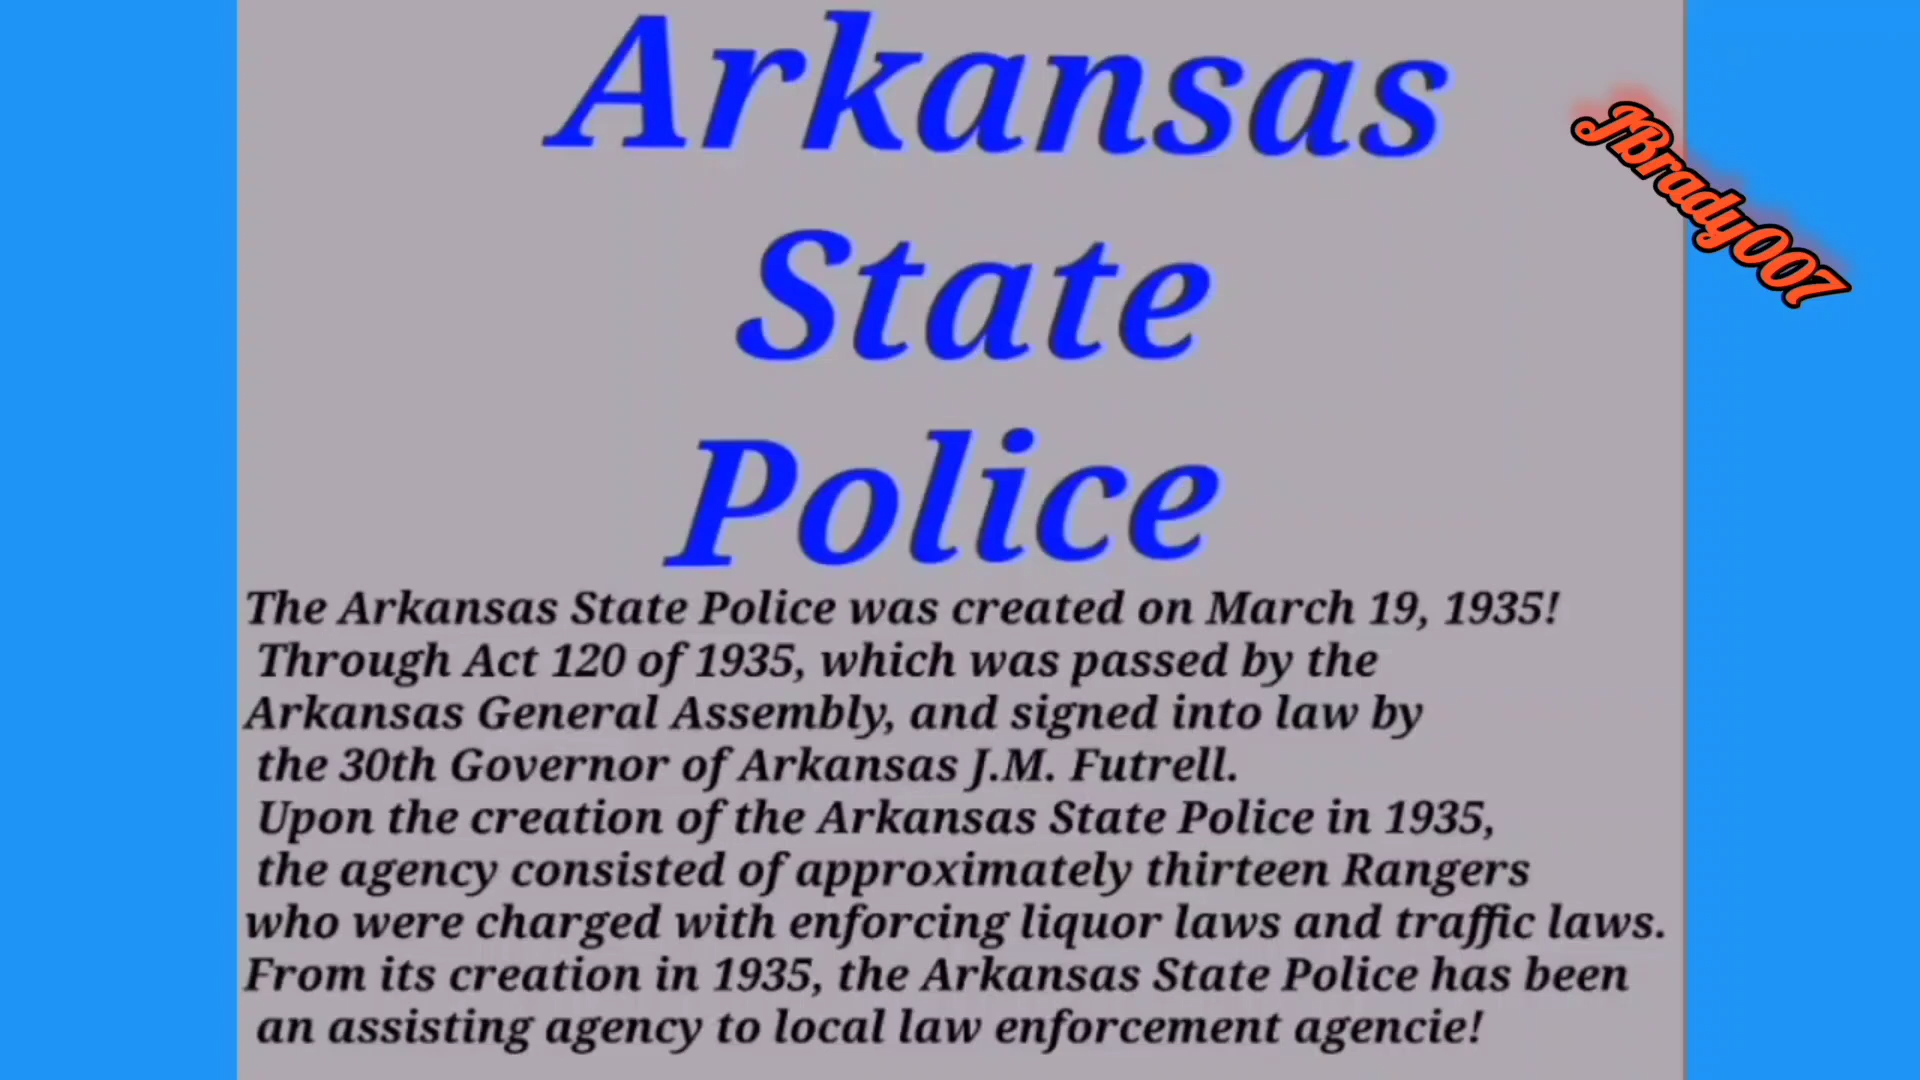 Arkansas
State
Police
JBrady007
The Arkansas State Police was created on March 19, 1935!
Through Act 120 of 1935, which was passed by the
Arkansas General Assembly, and signed into law by
the 30th Governor of Arkansas J.M. Futrell.
Upon the creation of the Arkansas State Police in 1935,
the agency consisted of approximately thirteen Rangers
who were charged with enforcing liquor laws and traffic laws.
From its creation in 1935, the Arkansas State Police has been
an assisting agency to local law enforcement agencie!